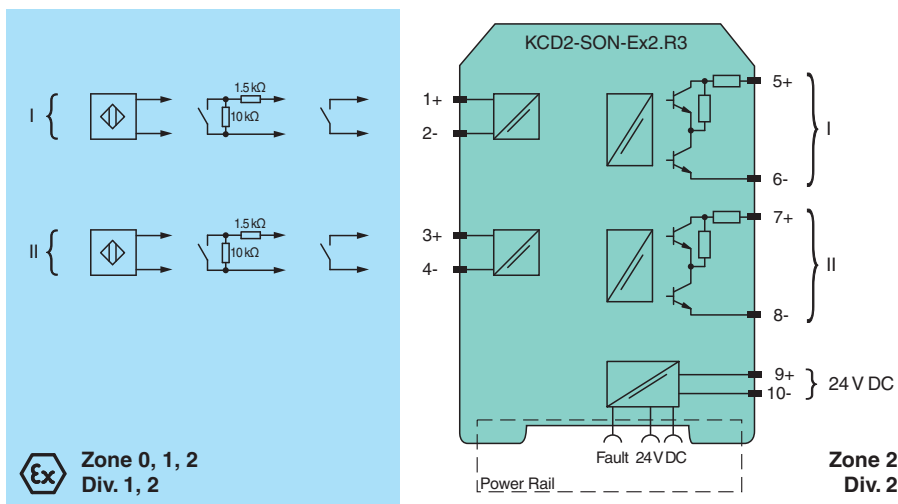 KCD2-SON-Ex2.R3
I
1.5 kΩ
10 kΩ
1+
2-
5+
6-
I
II
1.5 kΩ
10 kΩ
3+
4-
7+
8-
II
9+
10-
24 V DC
Fault 24 V DC
Power Rail
Ex
Zone 0, 1, 2
Div. 1, 2
Zone 2
Div. 2